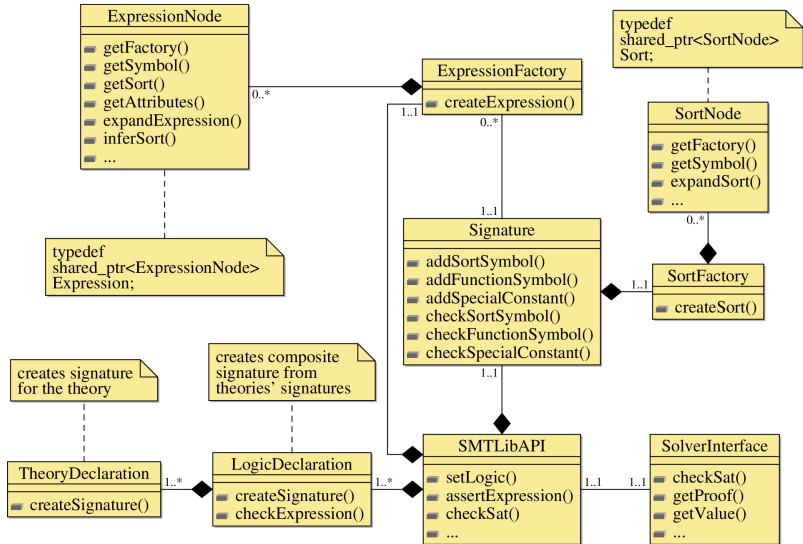 ExpressionNode
getFactory()
getSymbol()
getSort()
getAttributes()
expandExpression()
inferSort()
...
0..*
typedef
shared_ptr<ExpressionNode>
Expression;
ExpressionFactory
createExpression()
1..1
0..*
typedef
shared_ptr<SortNode>
Sort;
SortNode
getFactory()
getSymbol()
expandSort()
...
0..*
1..1
Signature
addSortSymbol()
addFunctionSymbol()
addSpecialConstant()
checkSortSymbol()
checkFunctionSymbol()
checkSpecialConstant()
1..1
1..1
SortFactory
createSort()
creates signature
for the theory
creates composite
signature from
theories' signatures
TheoryDeclaration
createSignature()
1..*
LogicDeclaration
createSignature()
checkExpression()
1..*
SMTLibAPI
setLogic()
assertExpression()
checkSat()
...
1..1
1..1
SolverInterface
checkSat()
getProof()
getValue()
...